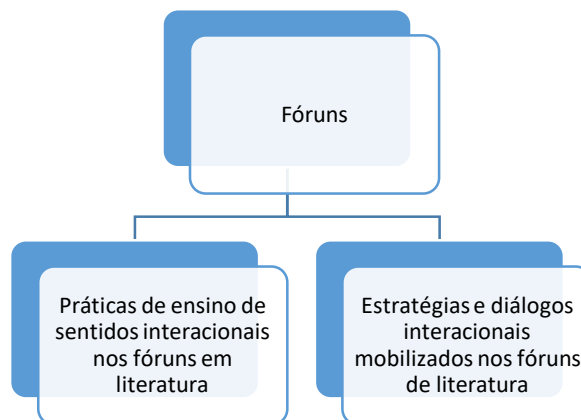 Fóruns
Práticas de ensino de
sentidos interacionais
nos fóruns em
literatura
Estratégias e diálogos
interacionais
mobilizados nos fóruns
de literatura